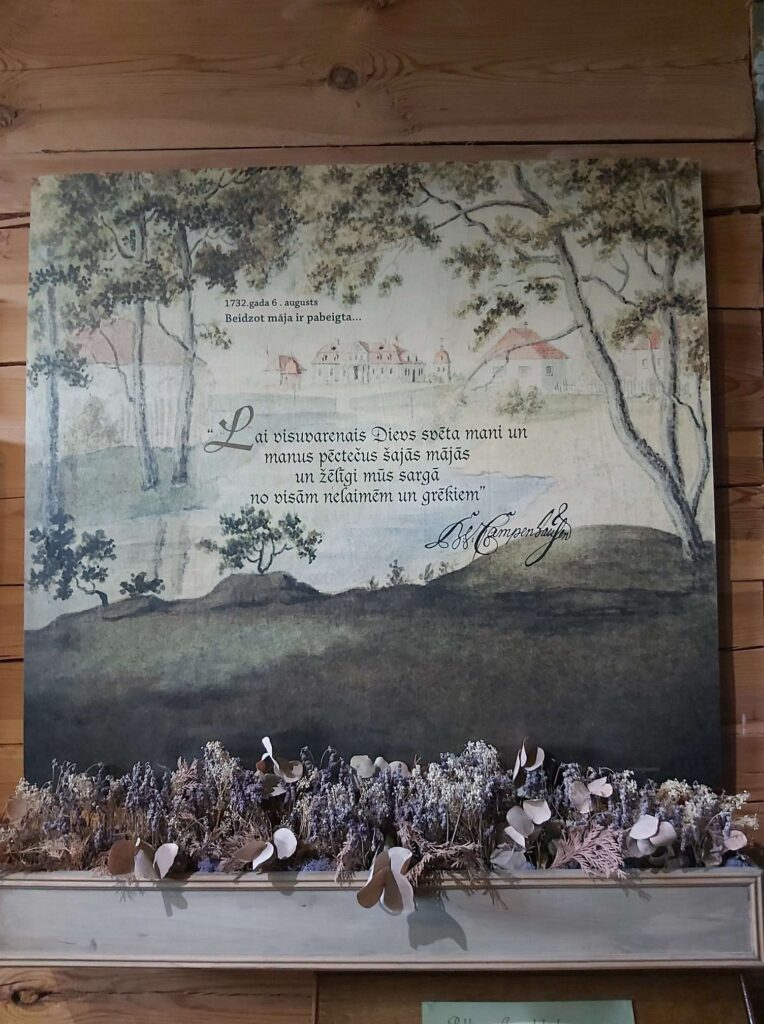 1732.gada 6 . augusts
Beidzot māja ir pabeigta...
“Lai visuvarenais Dievs svēta mani un
manus pēctečus šajās mājās
un žēlīgi mūs sargā
no visām nelaimēm un grēkiem”
Campenhausen